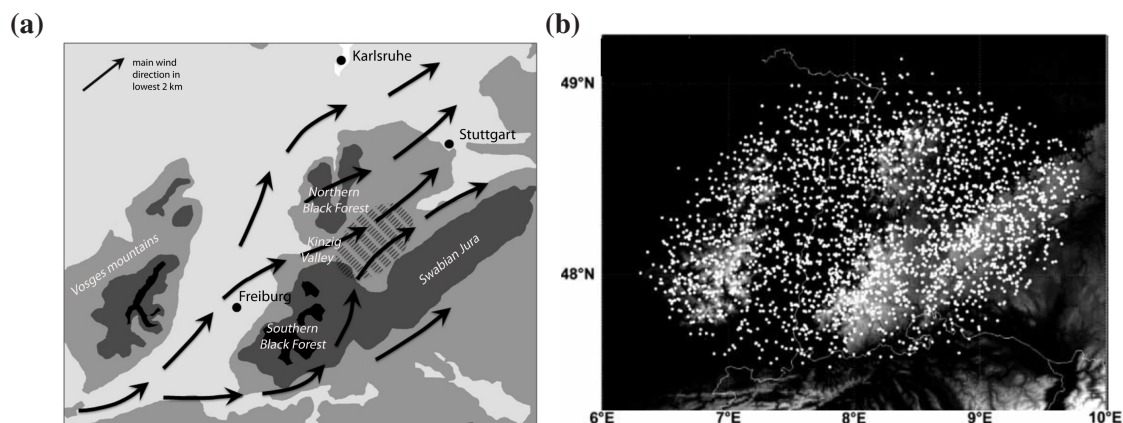 (a)
(b)
main wind
direction in
lowest 2 km
Karlsruhe
Stuttgart
Northern
Black Forest
Kinzig
Valley
Vosges mountains
Swabian Jura
Freiburg
Southern
Black Forest
49°N
48°N
6°E
7°E
8°E
9°E
10°E